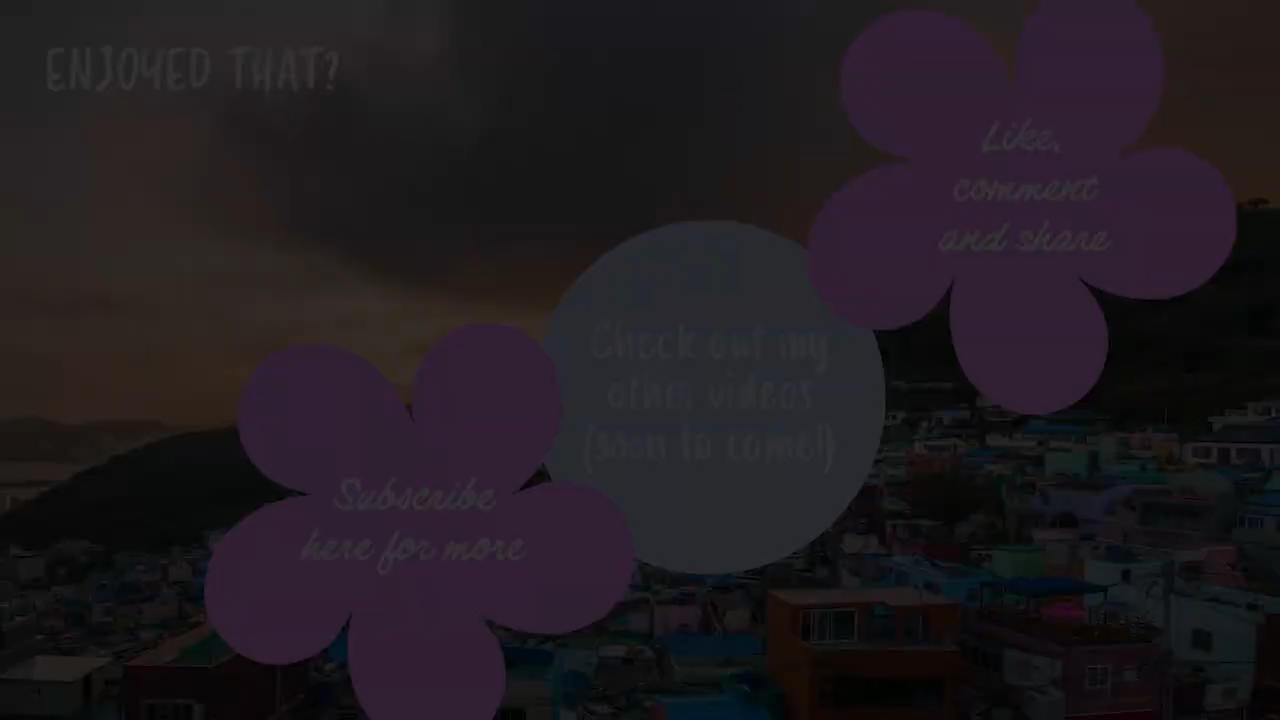 ENJOYED THAT?
Like,
comment
and share
Check out my
other videos
(soon to come!)
Subscribe
here for more